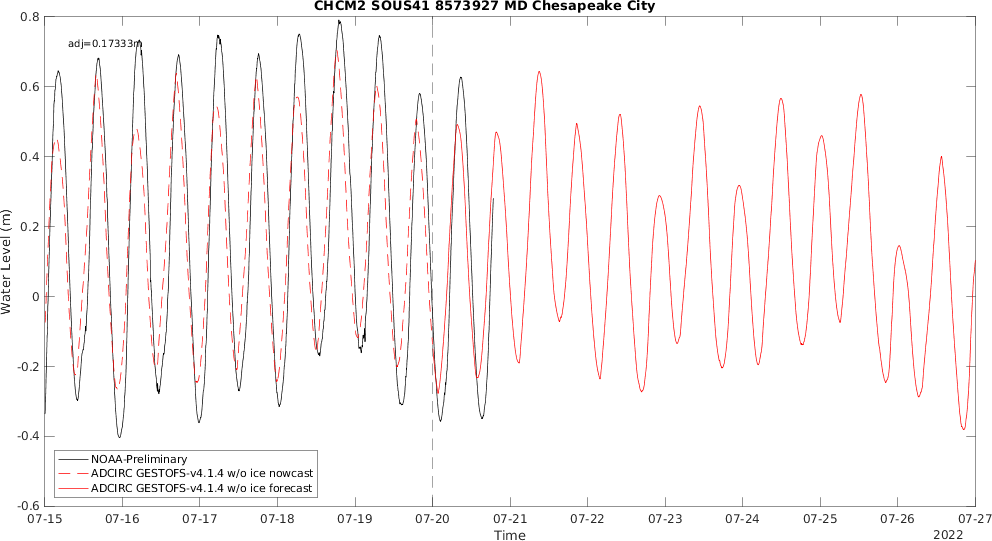 CHCM2 SOUS41 8573927 MD Chesapeake City
adj=0.17333m
Water Level (m)
0.8
0.6
0.4
0.2
0
-0.2
-0.4
-0.6
NOAA-Preliminary
ADCIRC GESTOFS-v4.1.4 w/o ice nowcast
ADCIRC GESTOFS-v4.1.4 w/o ice forecast
07-15 07-16 07-17 07-18 07-19 07-20 07-21 07-22 07-23 07-24 07-25 07-26 07-27
Time
2022